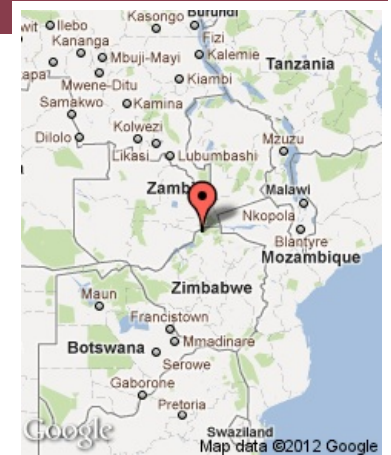 Kasongo
Burundi
Ilebo
Fizi
Kananga
Mbuji-Mayi
Kalemie
Tanzania
Mwene-Ditu
Kiambi
Samakwo
Kamina
Dilolo
Kolwezi
Mzuzu
Likasi
Lubumbashi
Malawi
Nkopola
Blantyre
Mozambique
Zimbabwe
Maun
Francistown
Mmadinare
Botswana
Serowe
Gaborone
Pretoria
Google
Swaziland
Map data ©2012 Google